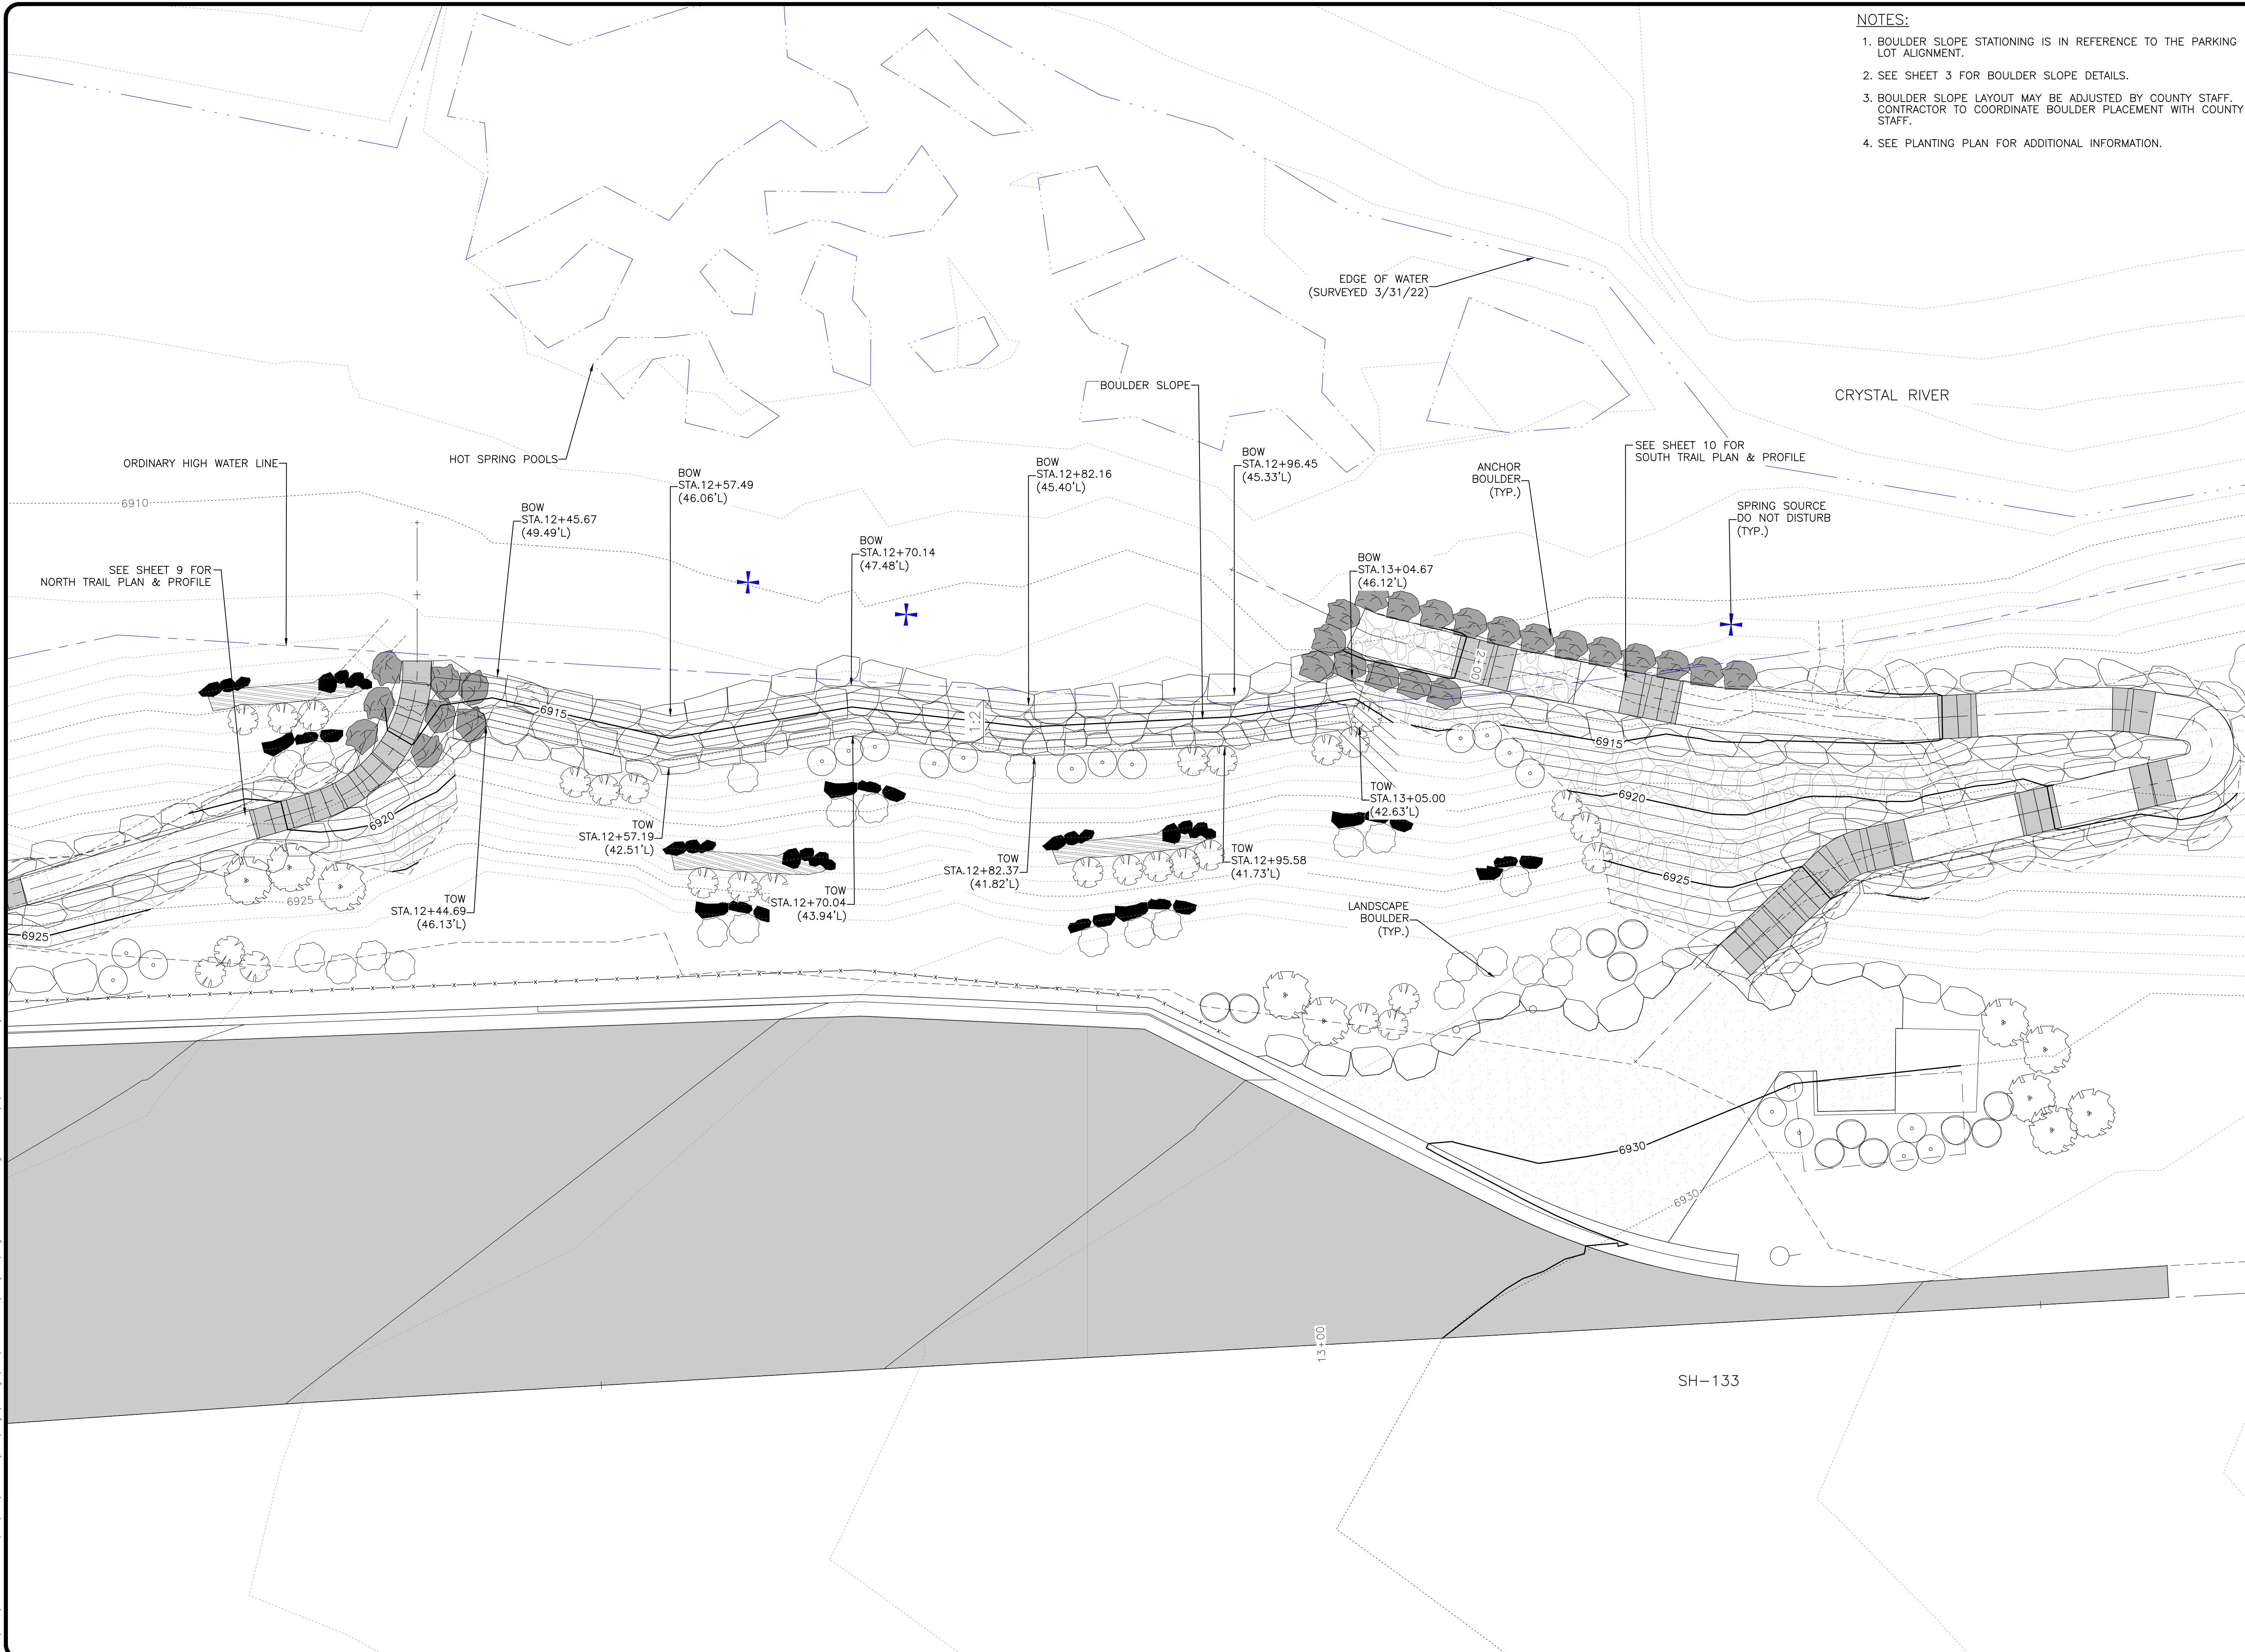 NOTES:
1. BOULDER SLOPE STATIONING IS IN REFERENCE TO THE PARKING
LOT ALIGNMENT.
2. SEE SHEET 3 FOR BOULDER SLOPE DETAILS.
3. BOULDER SLOPE LAYOUT MAY BE ADJUSTED BY COUNTY STAFF.
CONTRACTOR TO COORDINATE BOULDER PLACEMENT WITH COUNTY
STAFF.
4. SEE PLANTING PLAN FOR ADDITIONAL INFORMATION.
EDGE OF WATER
(SURVEYED 3/31/22)
BOULDER SLOPE
CRYSTAL RIVER
ORDINARY HIGH WATER LINE
HOT SPRING POOLS
BOW
STA.12+57.49
(46.06'L)
BOW
STA.12+82.16
(45.40'L)
BOW
STA.12+96.45
(45.33'L)
ANCHOR
BOULDER
(TYP.)
SEE SHEET 10 FOR
SOUTH TRAIL PLAN & PROFILE
6910
BOW
STA.12+45.67
(49.49'L)
SPRING SOURCE
DO NOT DISTURB
(TYP.)
BOW
STA.12+70.14
(47.48'L)
BOW
STA.13+04.67
(46.12'L)
SEE SHEET 9 FOR
NORTH TRAIL PLAN & PROFILE
2+00
6915
1:2
6915
6920
6920
TOW
STA.12+57.19
(42.51'L)
TOW
STA.13+05.00
(42.63'L)
TOW
STA.12+82.37
(41.82'L)
TOW
STA.12+95.58
(41.73'L)
6925
TOW
STA.12+70.04
(43.94'L)
6925
TOW
STA.12+44.69
(46.13'L)
LANDSCAPE
BOULDER
(TYP.)
6925
6930
6930
13+00
SH-133